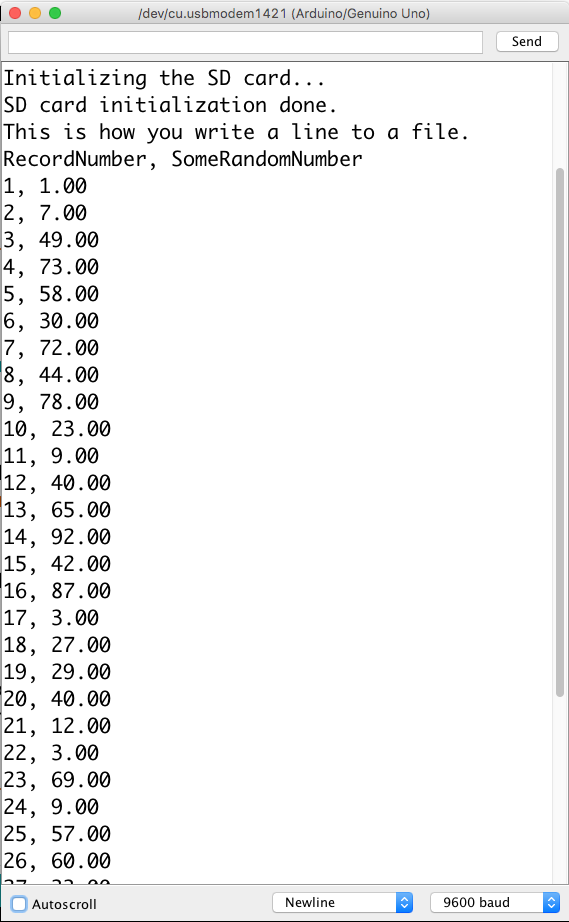 /dev/cu.usbmodem1421 (Arduino/Genuino Uno)
Send
Initializing the SD card...
SD card initialization done.
This is how you write a line to a file.
RecordNumber, SomeRandomNumber
1, 1.00
2, 7.00
3, 49.00
4, 73.00
5, 58.00
6, 30.00
7, 72.00
8, 44.00
9, 78.00
10, 23.00
11, 9.00
12, 40.00
13, 65.00
14, 92.00
15, 42.00
16, 87.00
17, 3.00
18, 27.00
19, 29.00
20, 40.00
21, 12.00
22, 3.00
23, 69.00
24, 9.00
25, 57.00
26, 60.00
Autoscroll
Newline
9600 baud